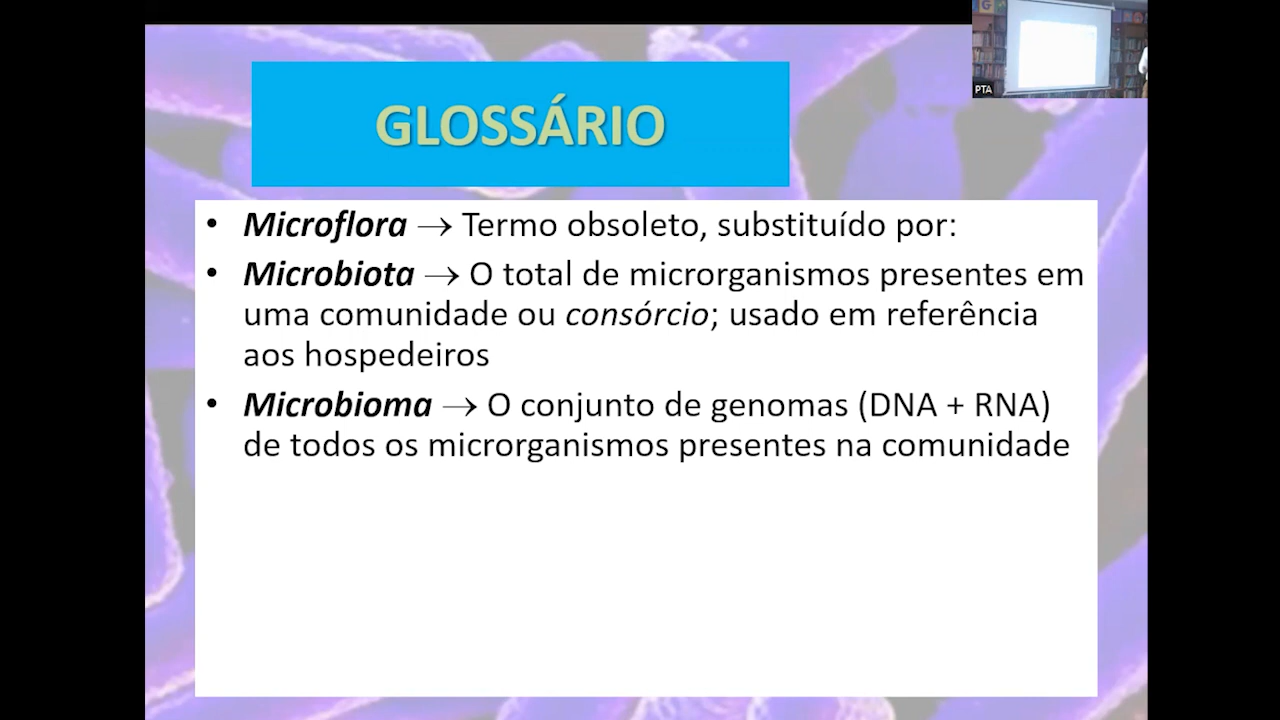 GLOSSÁRIO
PTA
• Microflora → Termo obsoleto, substituído por:
• Microbiota → O total de microrganismos presentes em
uma comunidade ou consórcio; usado em referência
aos hospedeiros
• Microbioma → O conjunto de genomas (DNA + RNA)
de todos os microrganismos presentes na comunidade